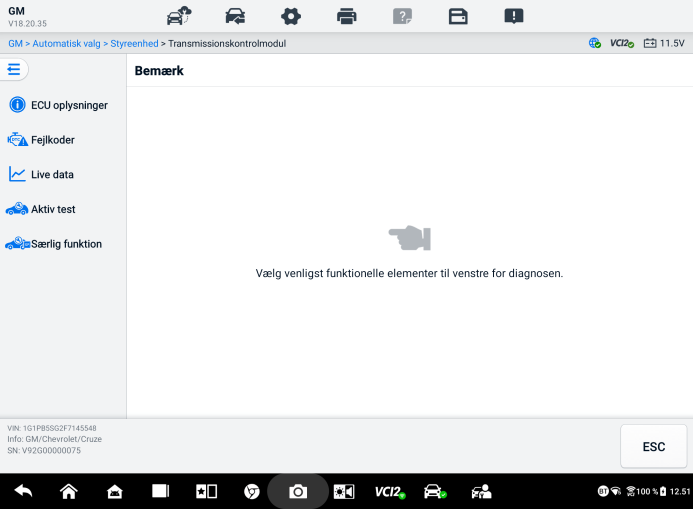 GM
V18.20.35
GM > Automatisk valg > Styreenhed > Transmissionskontrolmodul
VCI2 11.5V
Bemærk
ECU oplysninger
Fejlkoder
Live data
Aktiv test
Særlig funktion
Vælg venligst funktionelle elementer til venstre for diagnosen.
VIN: 1G1PB5SG2F7145548
Info: GM/Chevrolet/Cruze
SN: V92G00000075
ESC
VCI2
BT 100 % 12.51